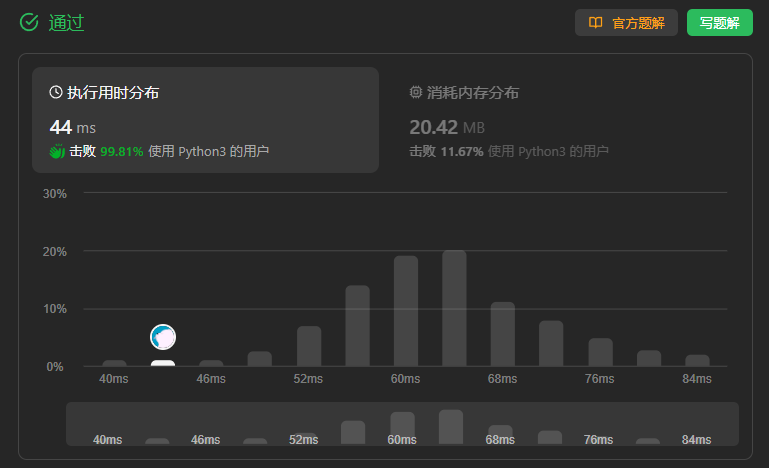 通过
官方题解
写题解
执行用时分布
44 ms
击败 99.81% 使用 Python3 的用户
消耗内存分布
20.42 MB
击败 11.67% 使用 Python3 的用户
30%
20%
10%
0%
40ms 46ms 52ms 60ms 68ms 76ms 84ms
40ms 46ms 52ms 60ms 68ms 76ms 84ms